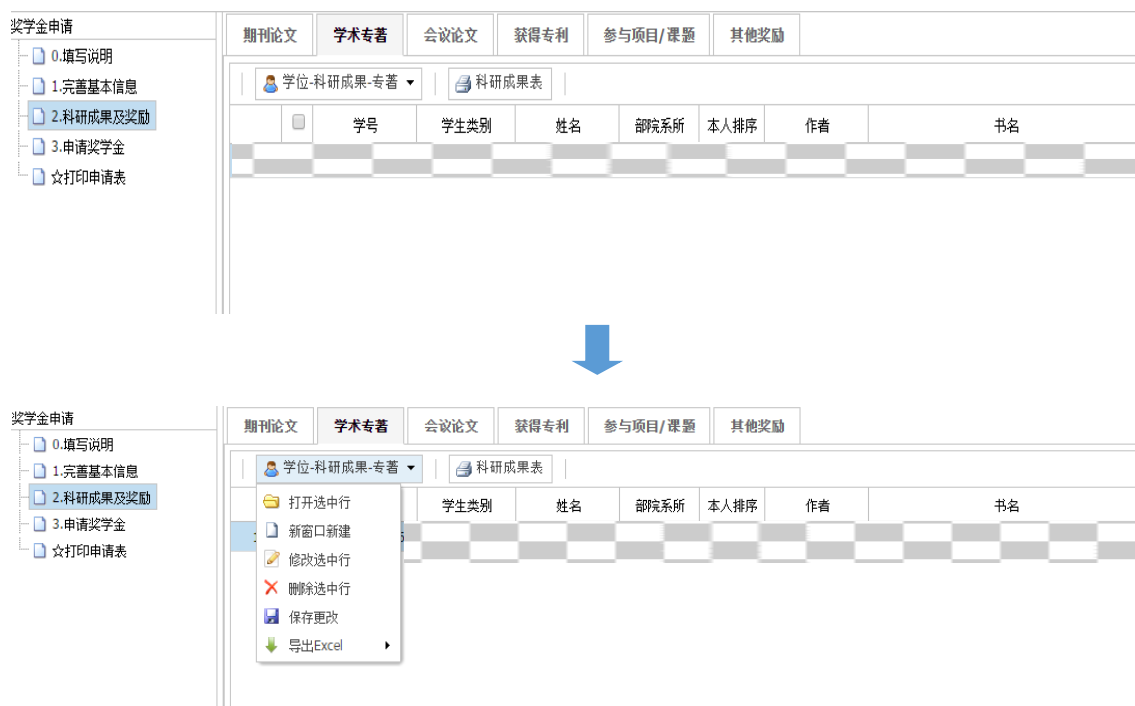 奖学金申请
0.填写说明
1.完善基本信息
2.科研成果及奖励
3.申请奖学金
☆打印申请表
期刊论文 学术专著 会议论文 获得专利 参与项目/课题 其他奖励
学位-科研成果-专著 科研成果表
学号 学生类别 姓名 部院系所 本人排序 作者 书名
奖学金申请
0.填写说明
1.完善基本信息
2.科研成果及奖励
3.申请奖学金
☆打印申请表
期刊论文 学术专著 会议论文 获得专利 参与项目/课题 其他奖励
学位-科研成果-专著 科研成果表
学生类别 姓名 部院系所 本人排序 作者 书名
打开选中行
新窗口新建
修改选中行
删除选中行
保存更改
导出Excel